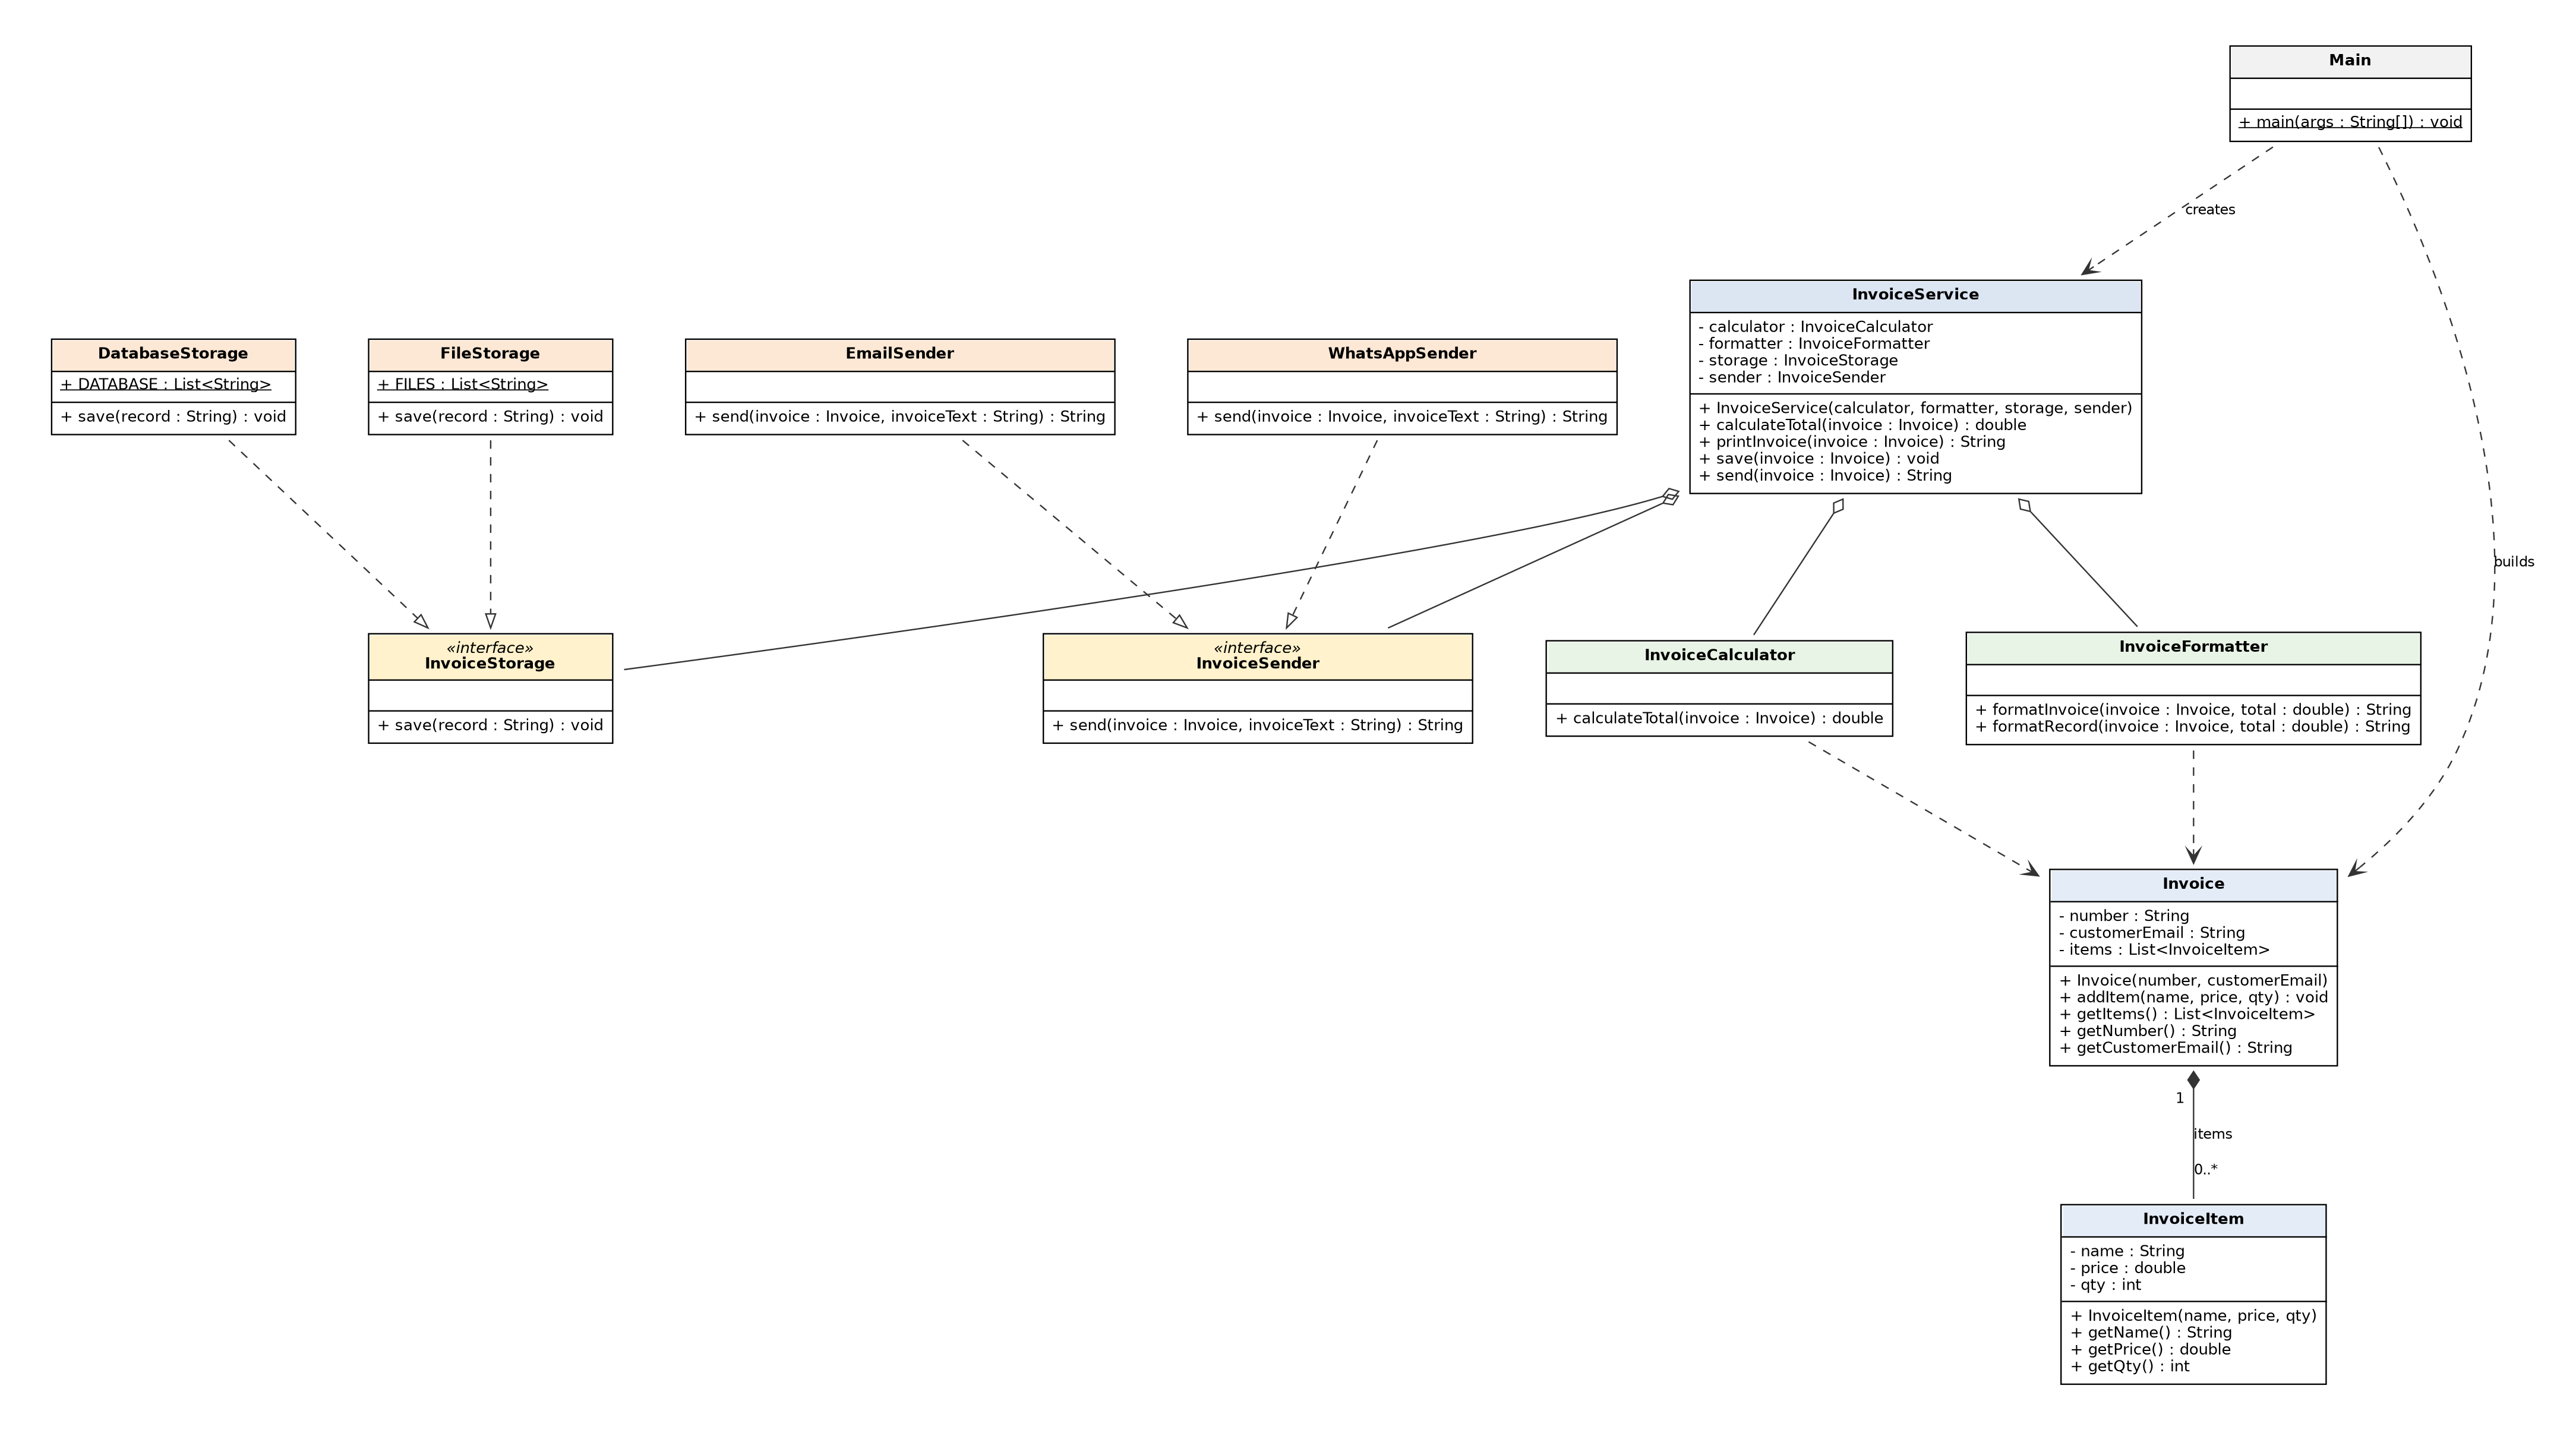 Main
+ main(args : String[]) : void
creates
InvoiceService
- calculator : InvoiceCalculator
- formatter : InvoiceFormatter
- storage : InvoiceStorage
- sender : InvoiceSender
+ InvoiceService(calculator, formatter, storage, sender)
+ calculateTotal(invoice : Invoice) : double
+ printInvoice(invoice : Invoice) : String
+ save(invoice : Invoice) : void
+ send(invoice : Invoice) : String
DatabaseStorage
+ DATABASE : List<String>
+ save(record : String) : void
FileStorage
+ FILES : List<String>
+ save(record : String) : void
EmailSender
+ send(invoice : Invoice, invoiceText : String) : String
WhatsAppSender
+ send(invoice : Invoice, invoiceText : String) : String
builds
«interface»
InvoiceStorage
+ save(record : String) : void
«interface»
InvoiceSender
+ send(invoice : Invoice, invoiceText : String) : String
InvoiceCalculator
+ calculateTotal(invoice : Invoice) : double
InvoiceFormatter
+ formatInvoice(invoice : Invoice, total : double) : String
+ formatRecord(invoice : Invoice, total : double) : String
Invoice
- number : String
- customerEmail : String
- items : List<InvoiceItem>
+ Invoice(number, customerEmail)
+ addItem(name, price, qty) : void
+ getItems() : List<InvoiceItem>
+ getNumber() : String
+ getCustomerEmail() : String
1
items
0..*
InvoiceItem
- name : String
- price : double
- qty : int
+ InvoiceItem(name, price, qty)
+ getName() : String
+ getPrice() : double
+ getQty() : int